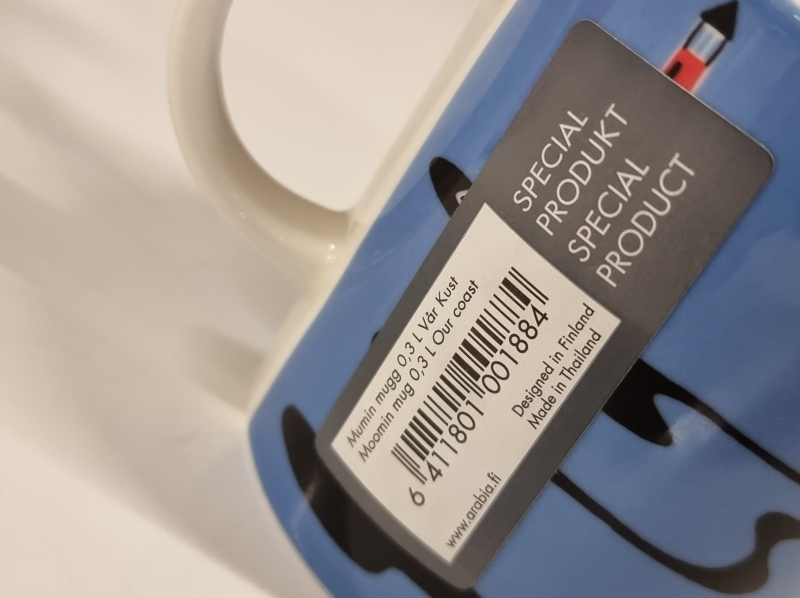 SPECIAL
PRODUKT
SPECIAL
PRODUCT
Mumin mugg 0,3 L Vår Kust
Moomin mug 0,3 L Our coast
6 411801 001884
Designed in Finland
Made in Thailand
www.arabia.fi